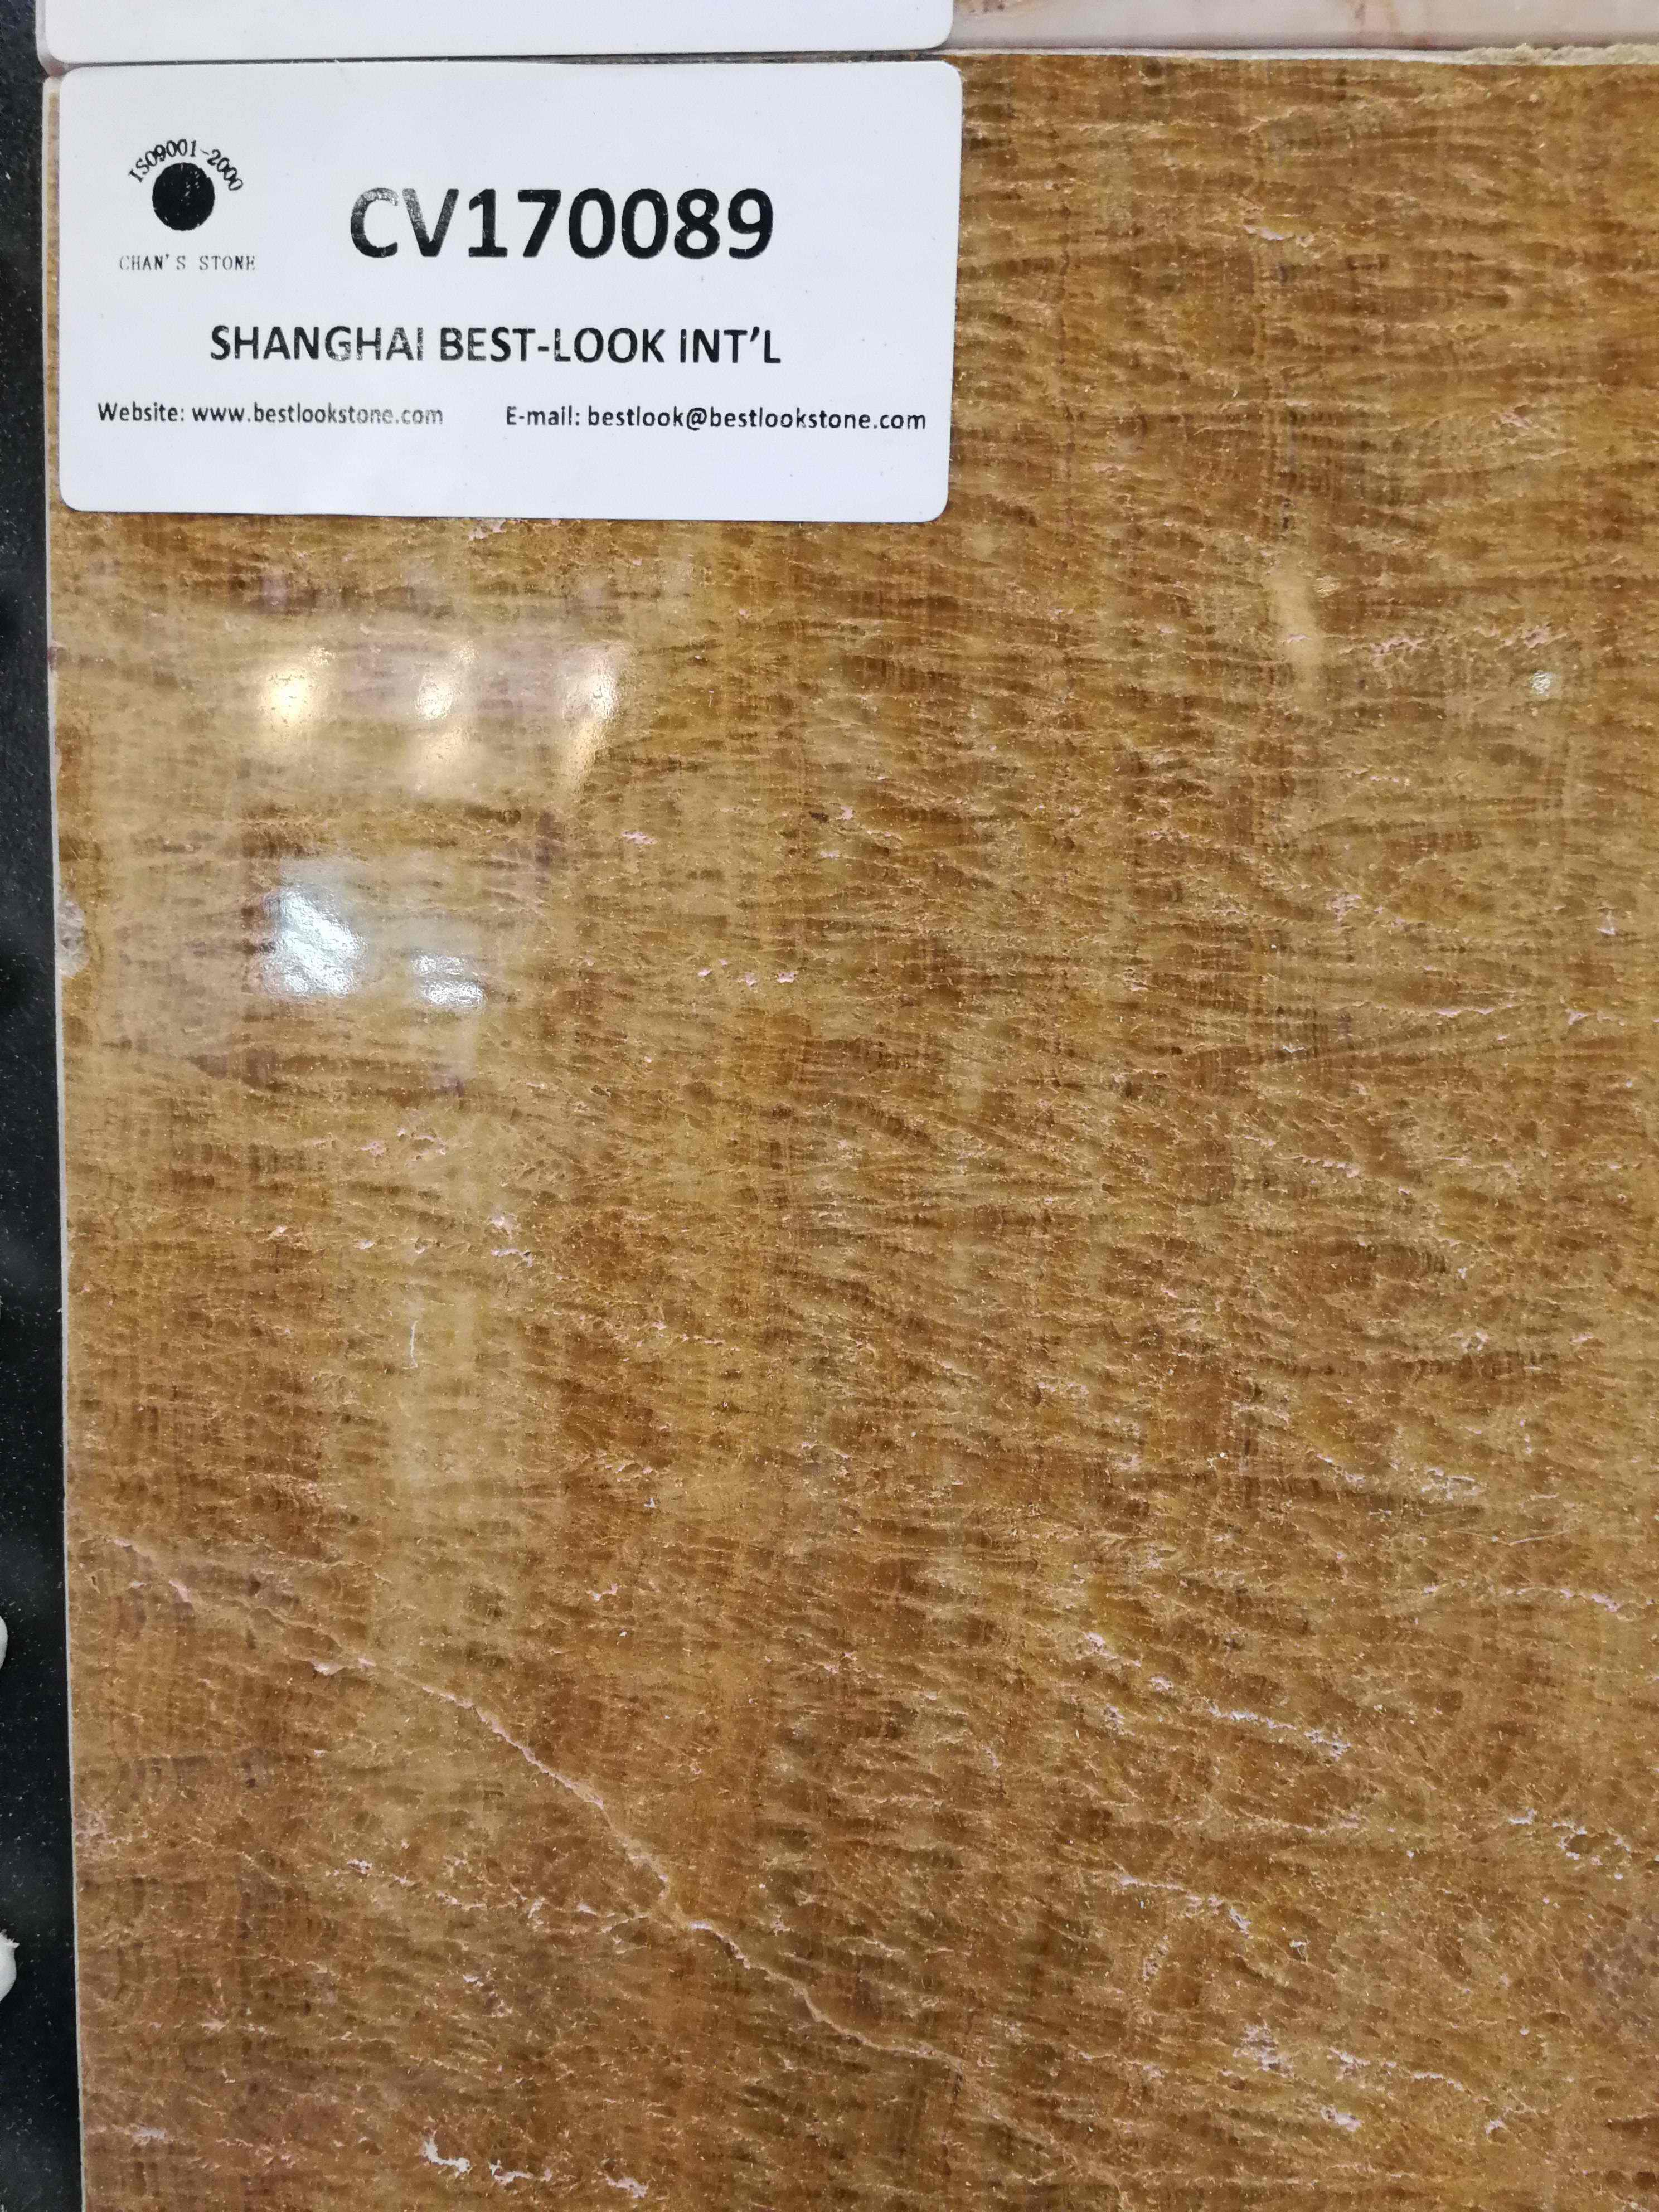 ISO9001-2000
CHAN'S STONE
CV170089
SHANGHAI BEST-LOOK INT'L
Website: www.bestlookstone.com E-mail: bestlook@bestlookstone.com